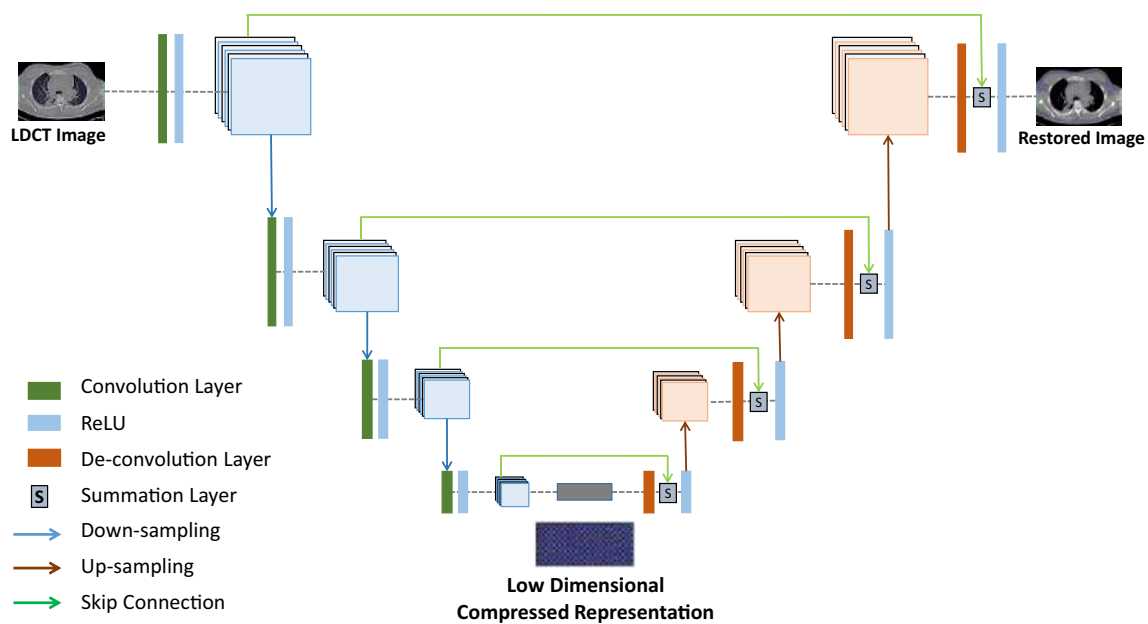 LDCT Image
S
Restored Image
S
S
S
Convolution Layer
ReLU
De-convolution Layer
S Summation Layer
Down-sampling
Up-sampling
Skip Connection
Low Dimensional
Compressed Representation